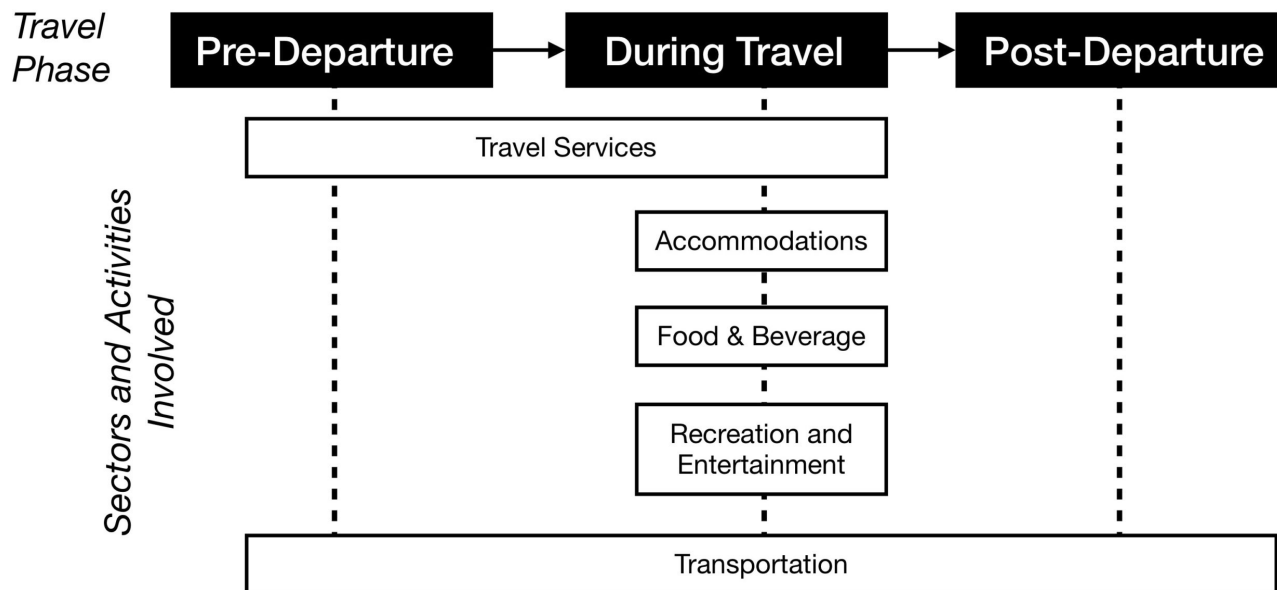 Travel
Phase
Pre-Departure
During Travel
Post-Departure
Travel Services
Sectors and Activities
Involved
Accommodations
Food & Beverage
Recreation and
Entertainment
Transportation